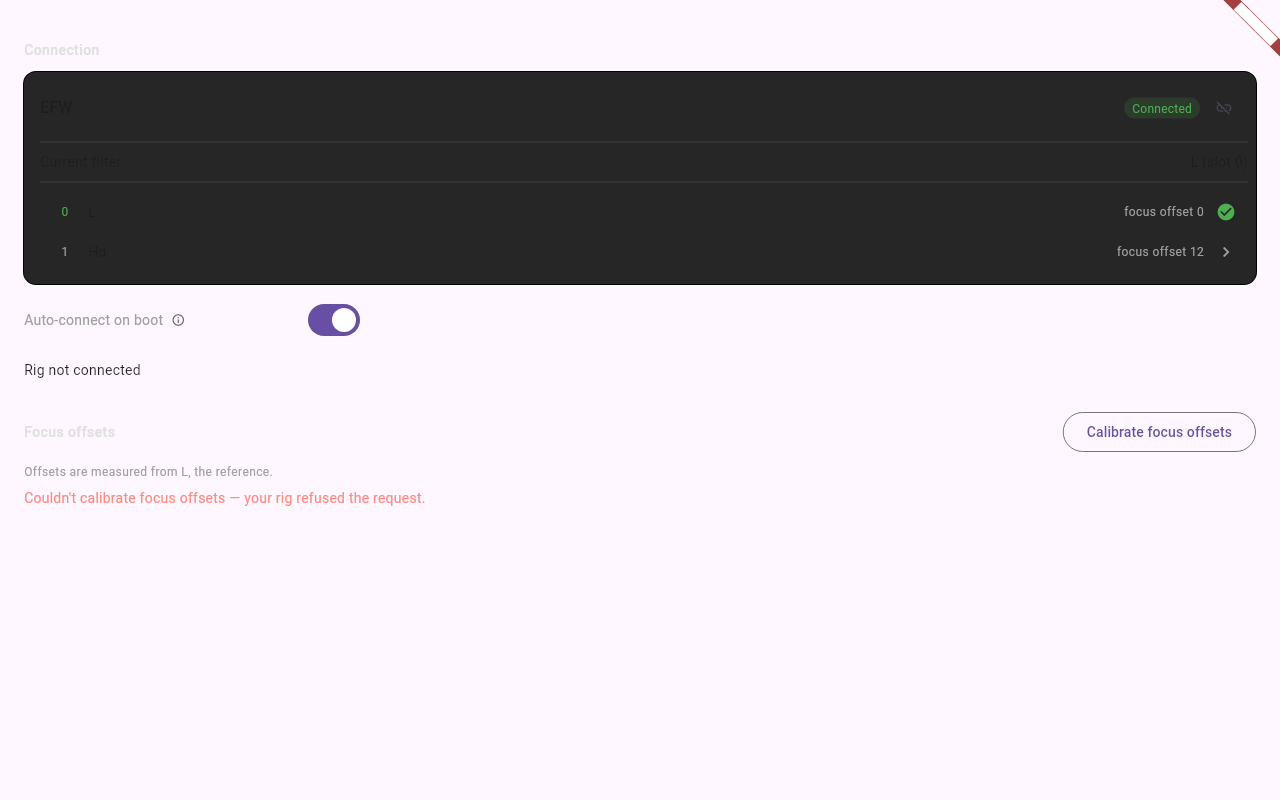 Connection
EFW
Connected
Current filter
L (slot 0)
0 L focus offset 0
1 Ha focus offset 12
Auto-connect on boot
Rig not connected
Focus offsets
Calibrate focus offsets
Offsets are measured from L, the reference.
Couldn't calibrate focus offsets — your rig refused the request.